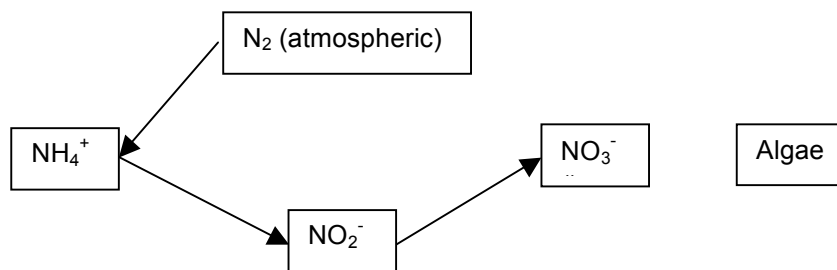 N₂ (atmospheric)
NH₄⁺
NO₃⁻
Algae
NO₂⁻